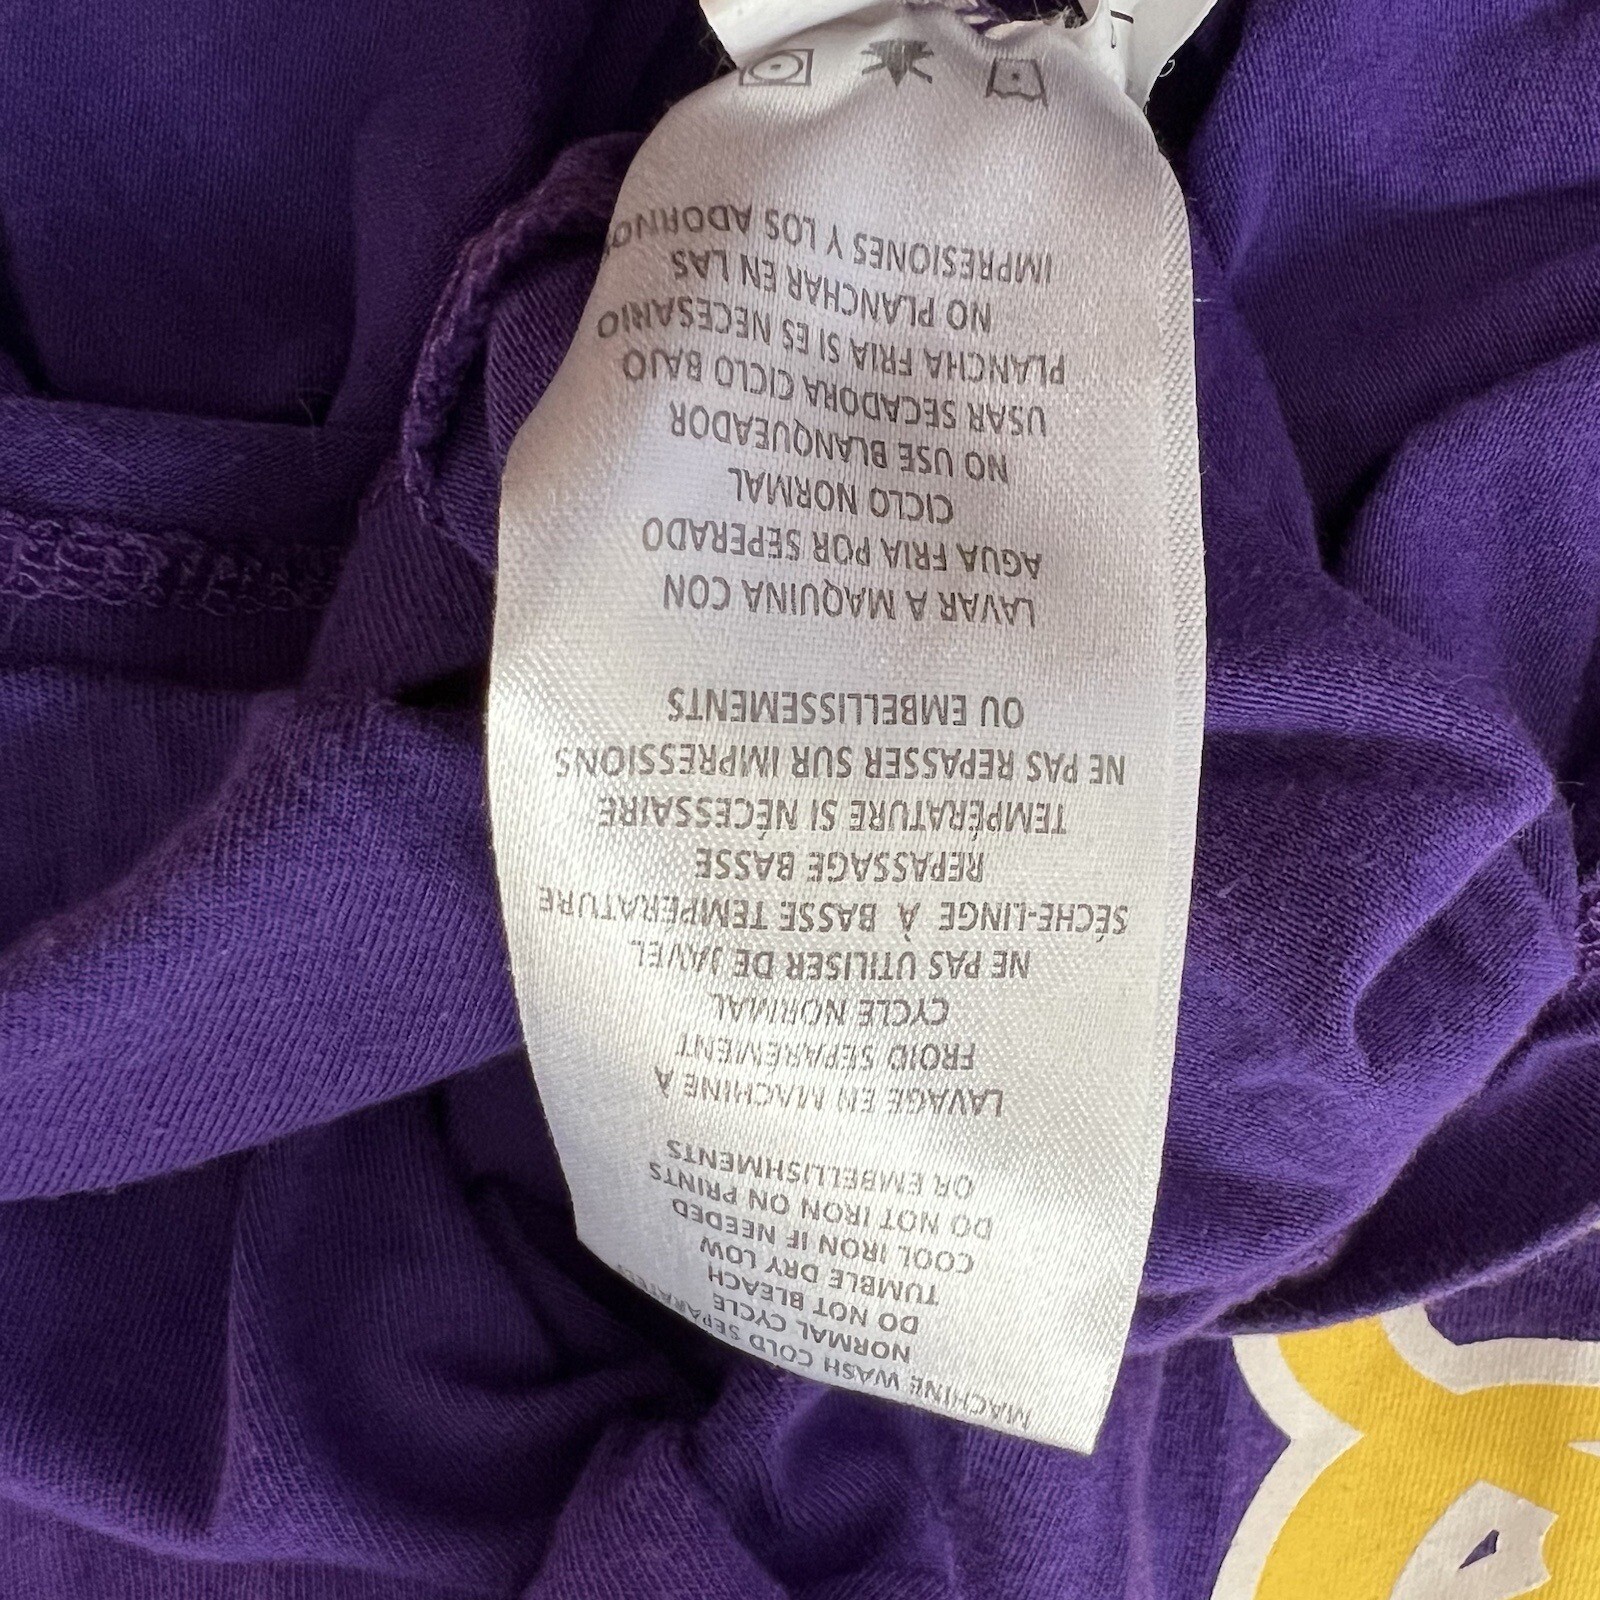 MACHINE WASH COLD SEPARATELY
NORMAL CYCLE
DO NOT BLEACH
TUMBLE DRY LOW
COOL IRON IF NEEDED
DO NOT IRON ON PRINTS
OR EMBELLISHMENTS
LAVAGE EN MACHINE À
FROID SEPARÉMENT
CYCLE NORMAL
NE PAS UTILISER DE JAVEL
SÉCHE-LINGE À BASSE TEMPÉRATURE
REPASSAGE BASSE
TEMPÉRATURE SI NÉCESSAIRE
NE PAS REPASSER SUR IMPRESSIONS
OU EMBELLISSEMENTS
LAVAR A MAQUINA CON
AGUA FRIA POR SEPERADO
CICLO NORMAL
NO USE BLANQUEADOR
USAR SECADORA CICLO BAJO
PLANCHA FRIA SI ES NECESARIO
NO PLANCHAR EN LAS
IMPRESIONES Y LOS ADORNOS